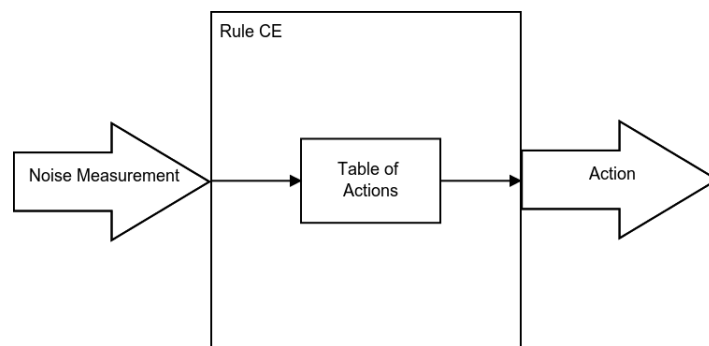 Rule CE
Noise Measurement
Table of
Actions
Action